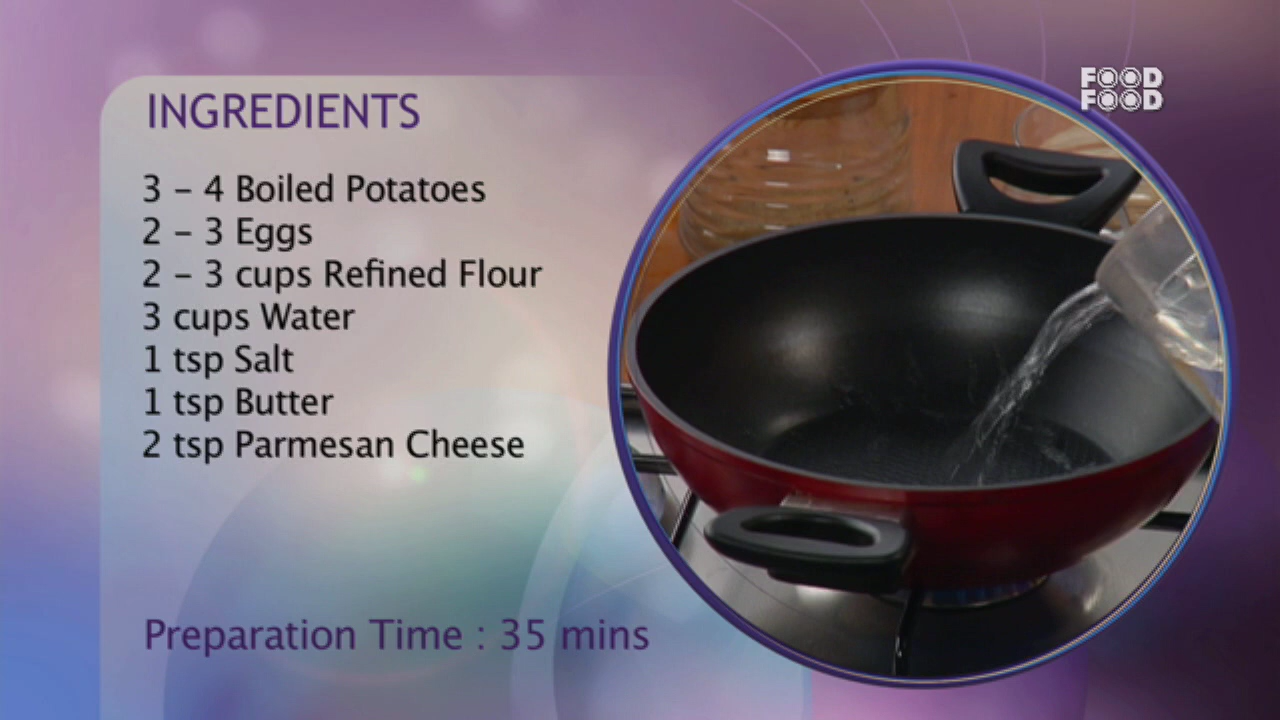 INGREDIENTS
3 – 4 Boiled Potatoes
2 – 3 Eggs
2 – 3 cups Refined Flour
3 cups Water
1 tsp Salt
1 tsp Butter
2 tsp Parmesan Cheese
Preparation Time : 35 mins
FOOD
FOOD